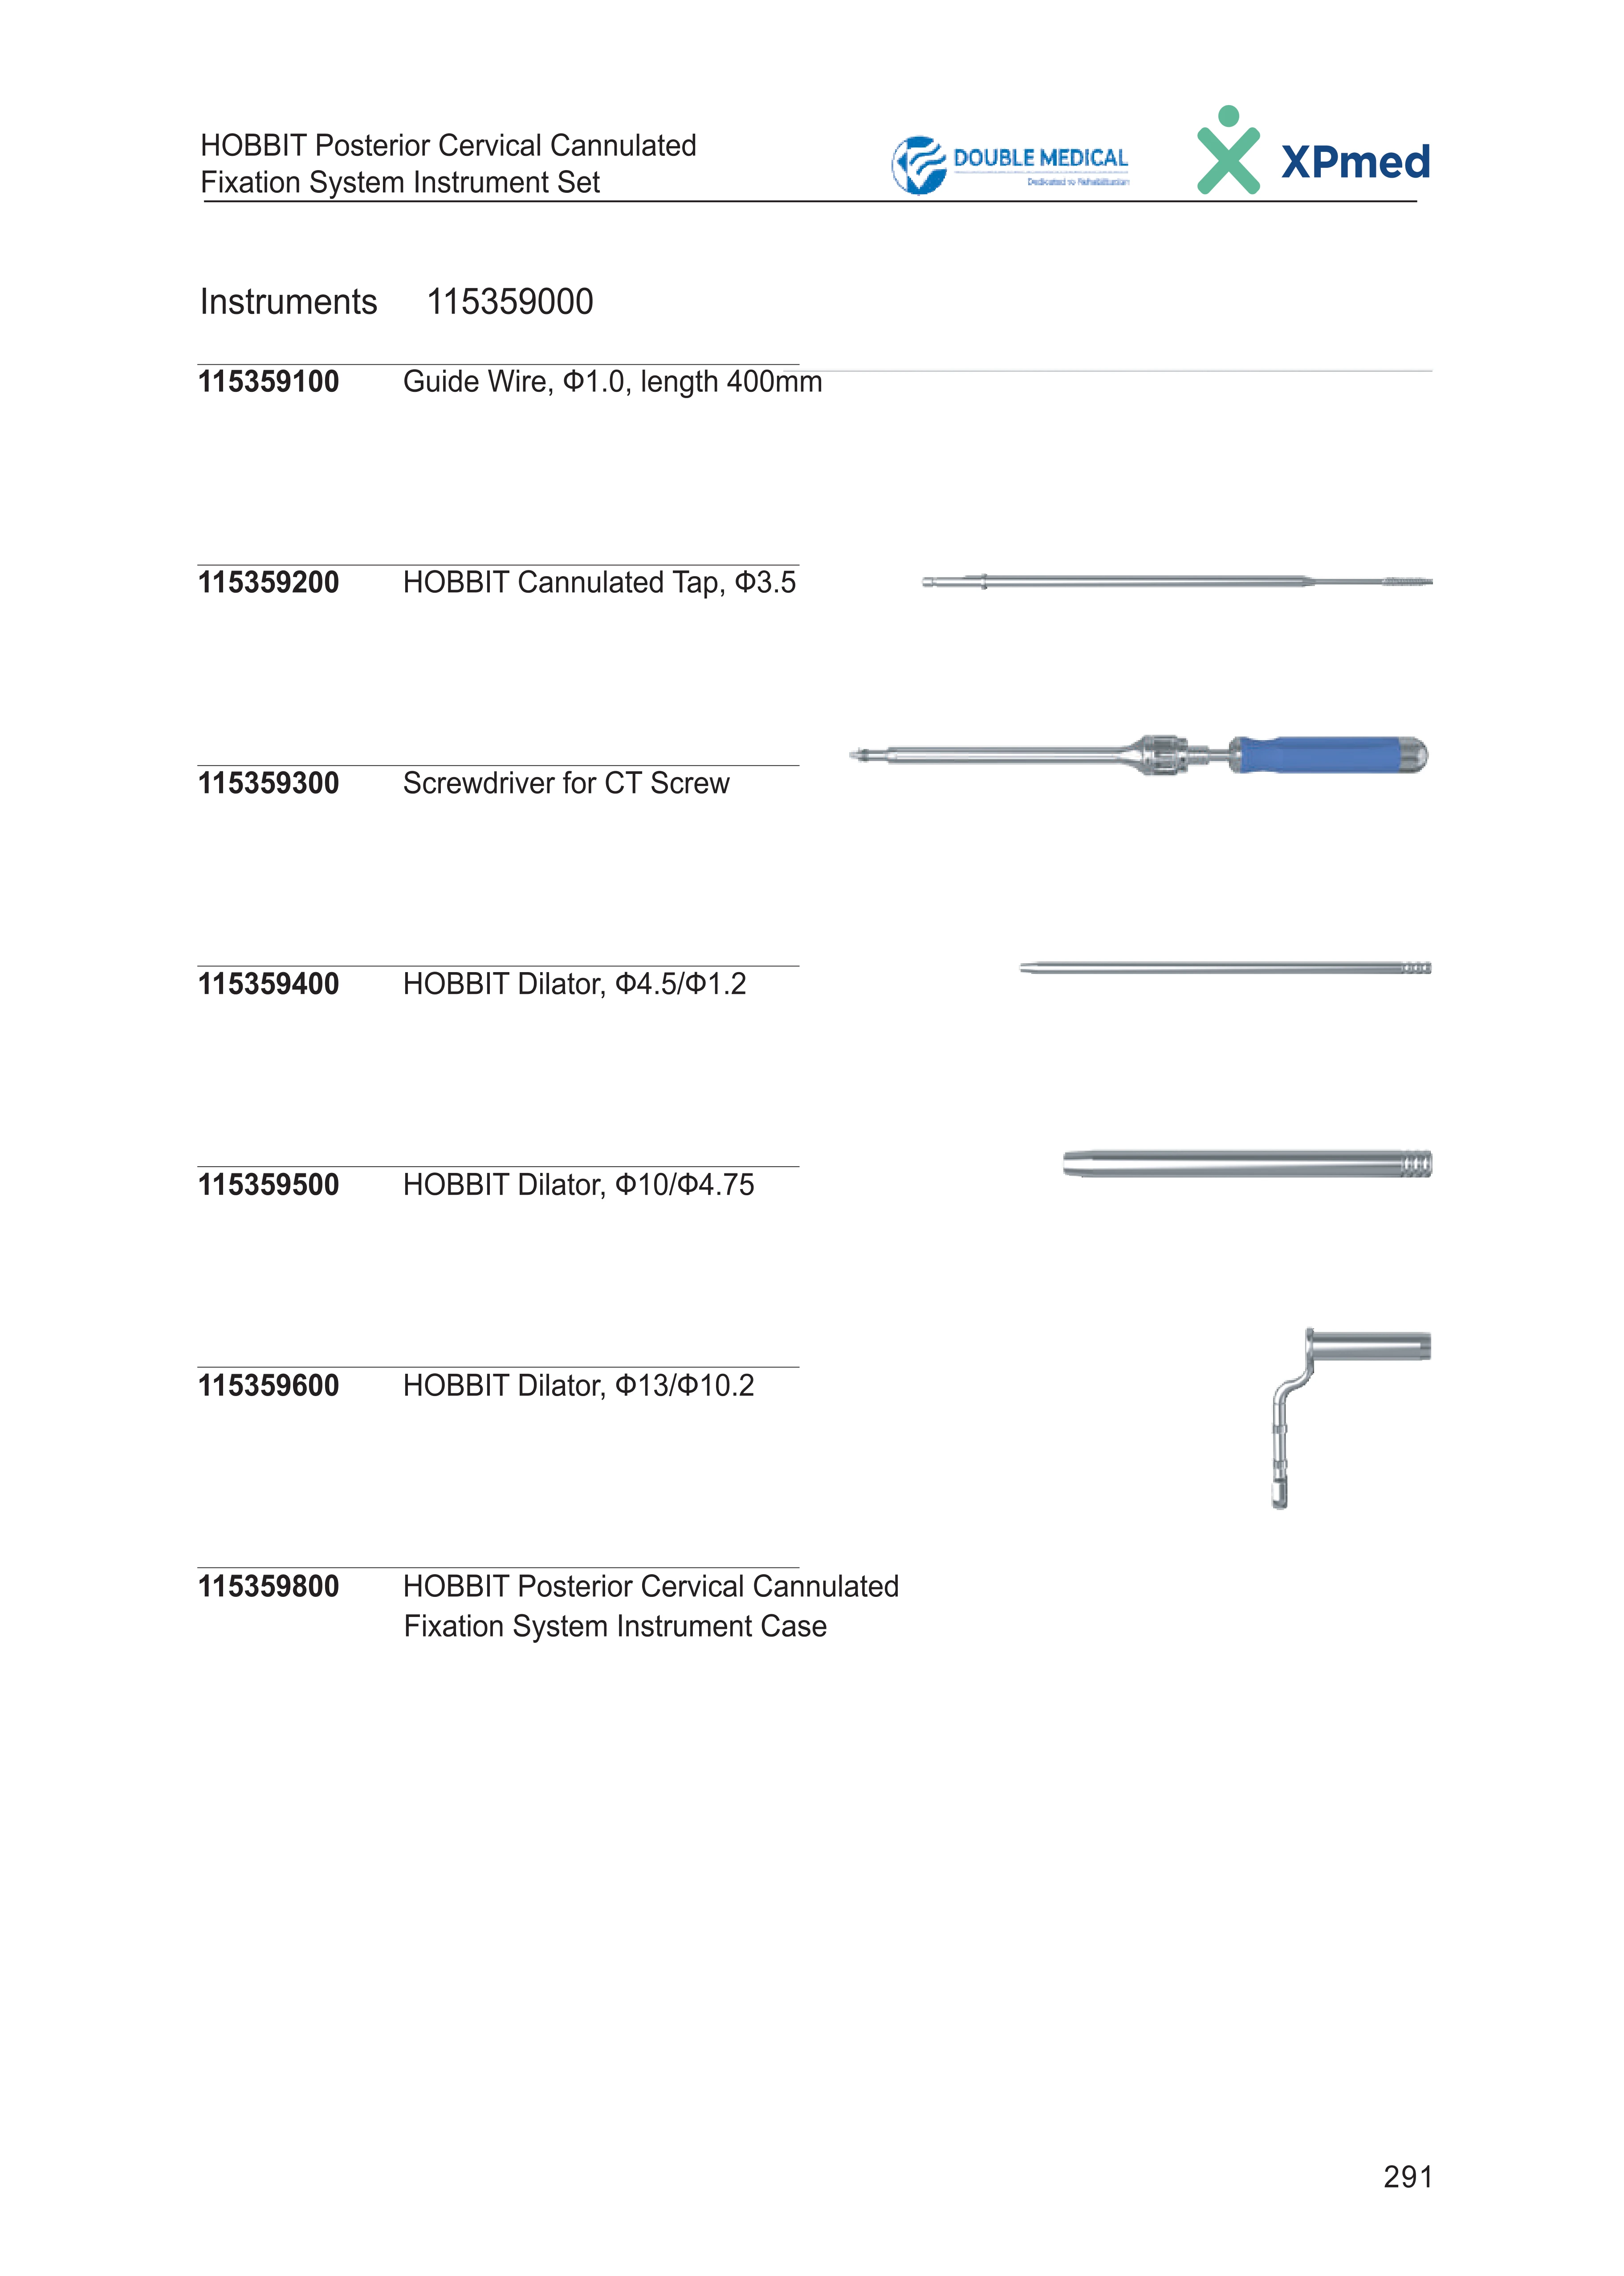 HOBBIT Posterior Cervical Cannulated
Fixation System Instrument Set
DOUBLE MEDICAL
Dedicated to Rehabilitation
XPmed
Instruments 115359000
115359100 Guide Wire, Φ1.0, length 400mm
115359200 HOBBIT Cannulated Tap, Φ3.5
115359300 Screwdriver for CT Screw
115359400 HOBBIT Dilator, Φ4.5/Φ1.2
115359500 HOBBIT Dilator, Φ10/Φ4.75
115359600 HOBBIT Dilator, Φ13/Φ10.2
115359800 HOBBIT Posterior Cervical Cannulated
Fixation System Instrument Case
291